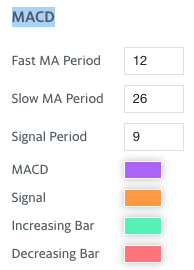 MACD
Fast MA Period 12
Slow MA Period 26
Signal Period 9
MACD
Signal
Increasing Bar
Decreasing Bar